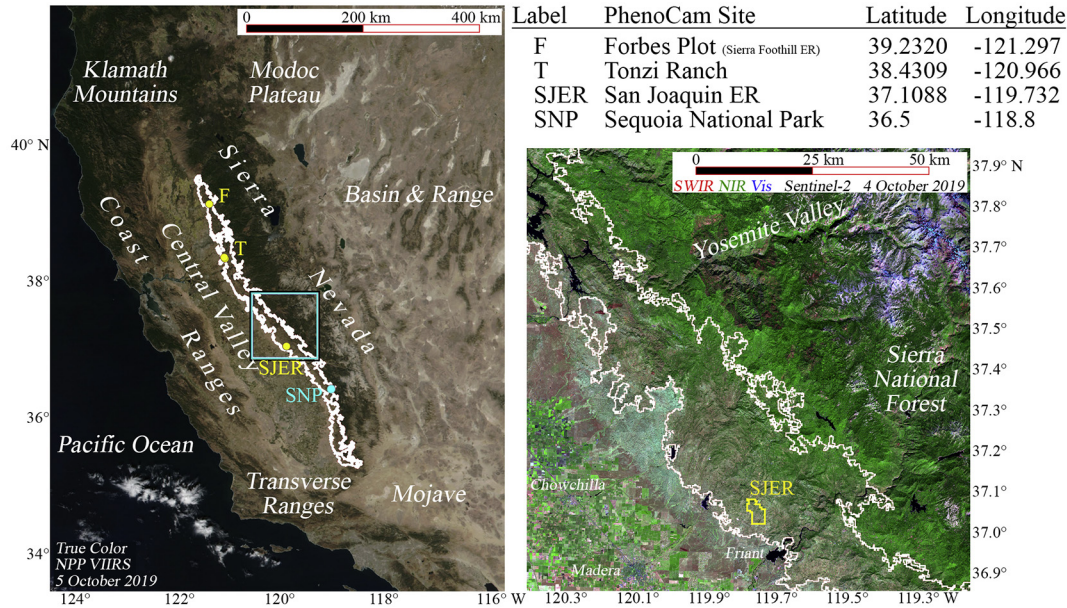 0 200 km 400 km
Klamath
Mountains
Modoc
Plateau
40° N
Sierra
Nevada
Basin & Range
F
T
Coast
Ranges
Central Valley
38°
SJER
SNP
36°
Pacific Ocean
Transverse
Ranges
Mojave
34°
True Color
NPP VIIRS
5 October 2019
124° 122° 120° 118° 116° W
Label PhenoCam Site Latitude Longitude
F Forbes Plot (Sierra Foothill ER) 39.2320 -121.297
T Tonzi Ranch 38.4309 -120.966
SJER San Joaquin ER 37.1088 -119.732
SNP Sequoia National Park 36.5 -118.8
0 25 km 50 km
SWIR NIR Vis Sentinel-2 4 October 2019
37.9° N
37.8°
Yosemite Valley
37.7°
37.6°
37.5°
Sierra
National
Forest
37.4°
37.3°
37.2°
Chowchilla
SJER
37.1°
37.0°
Friant
Madera
36.9°
120.3° 120.1° 119.9° 119.7° 119.5° 119.3° W